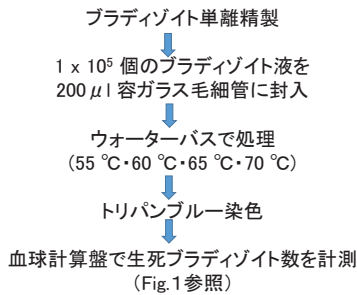 ブラディゾイト単離精製
1 x 10⁵ 個のブラディゾイト液を
200μl 容ガラス毛細管に封入
ウォーターバスで処理
(55 ℃・60 ℃・65 ℃・70 ℃)
トリパンブルー染色
血球計算盤で生死ブラディゾイト数を計測
(Fig.1参照)